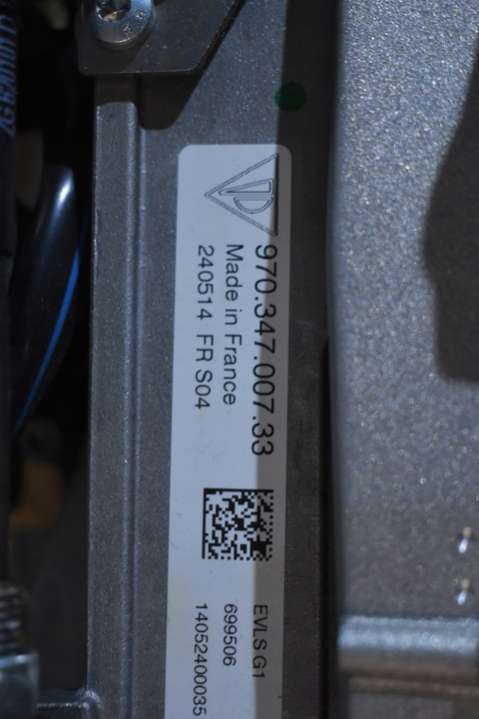 970.347.007.33
Made in France
240514 FR S04
EVLS G1
699506
14052400035